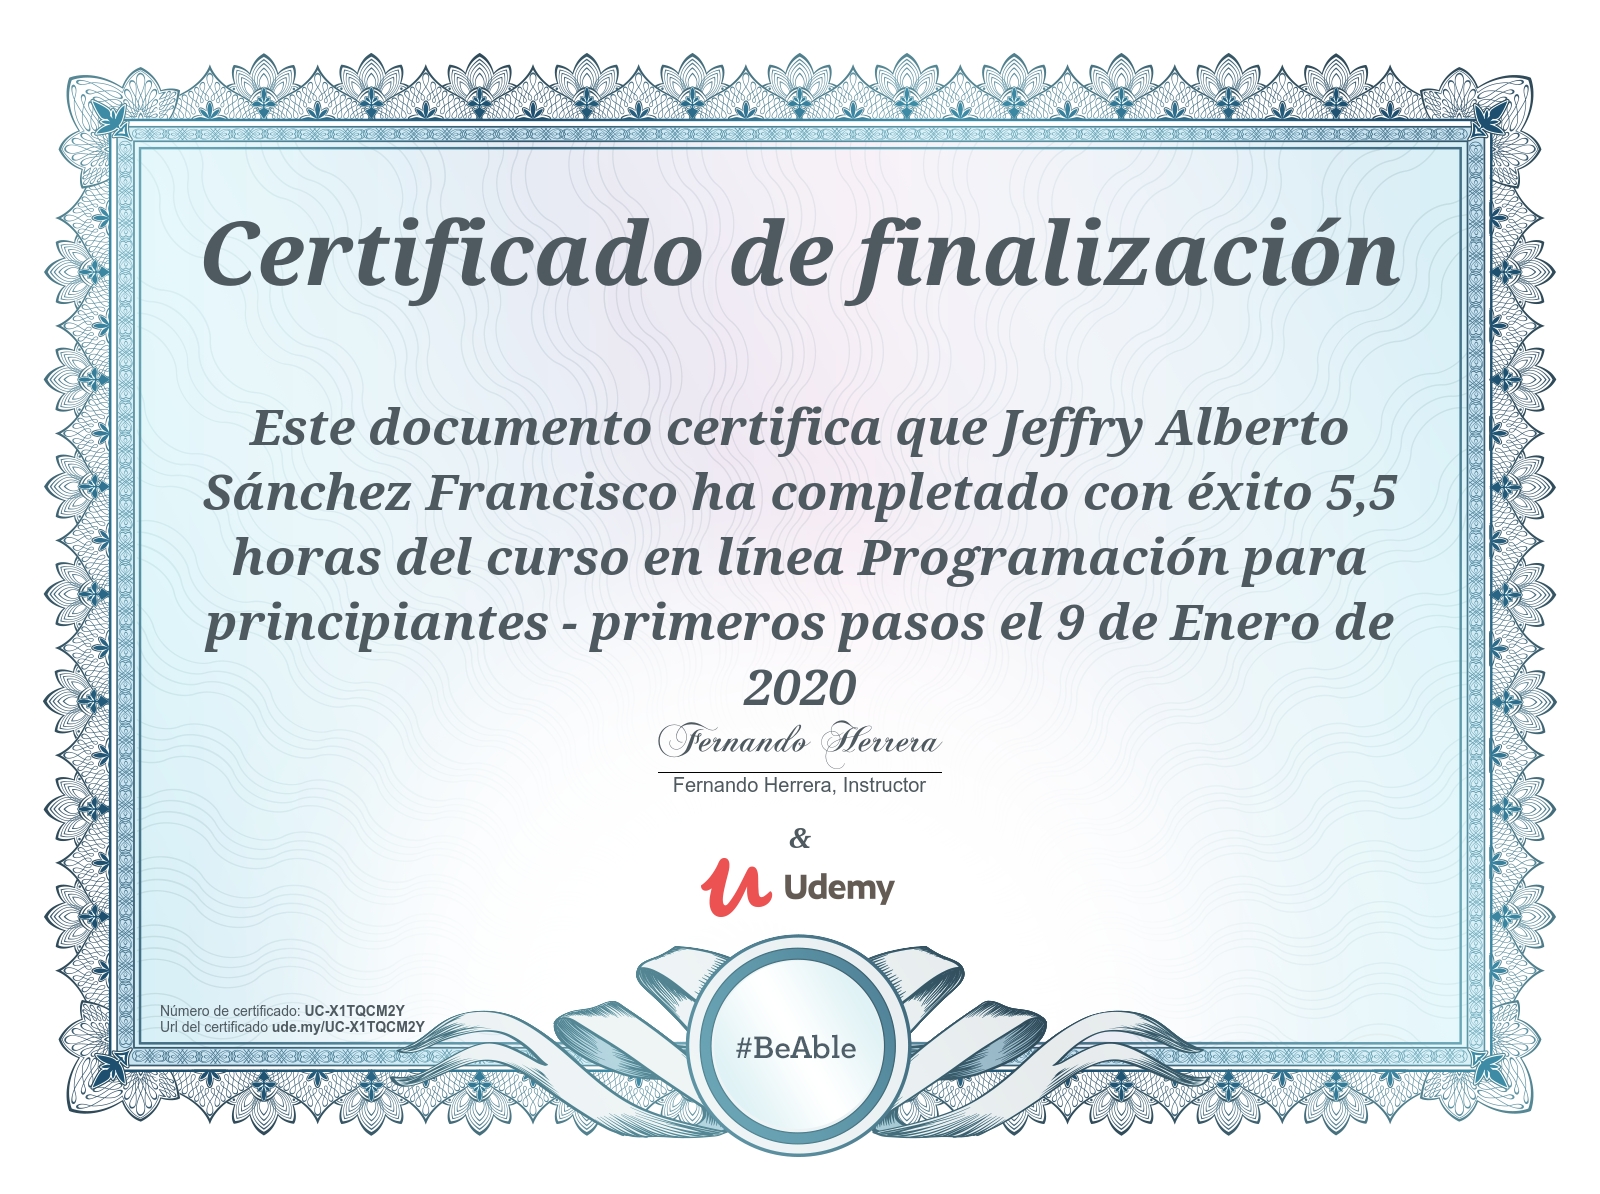 Certificado de finalización
Este documento certifica que Jeffry Alberto
Sánchez Francisco ha completado con éxito 5,5
horas del curso en línea Programación para
principiantes - primeros pasos el 9 de Enero de
2020
Fernando Herrera
Fernando Herrera, Instructor
&
Udemy
Número de certificado: UC-X1TQCM2Y
Url del certificado ude.my/UC-X1TQCM2Y
#BeAble